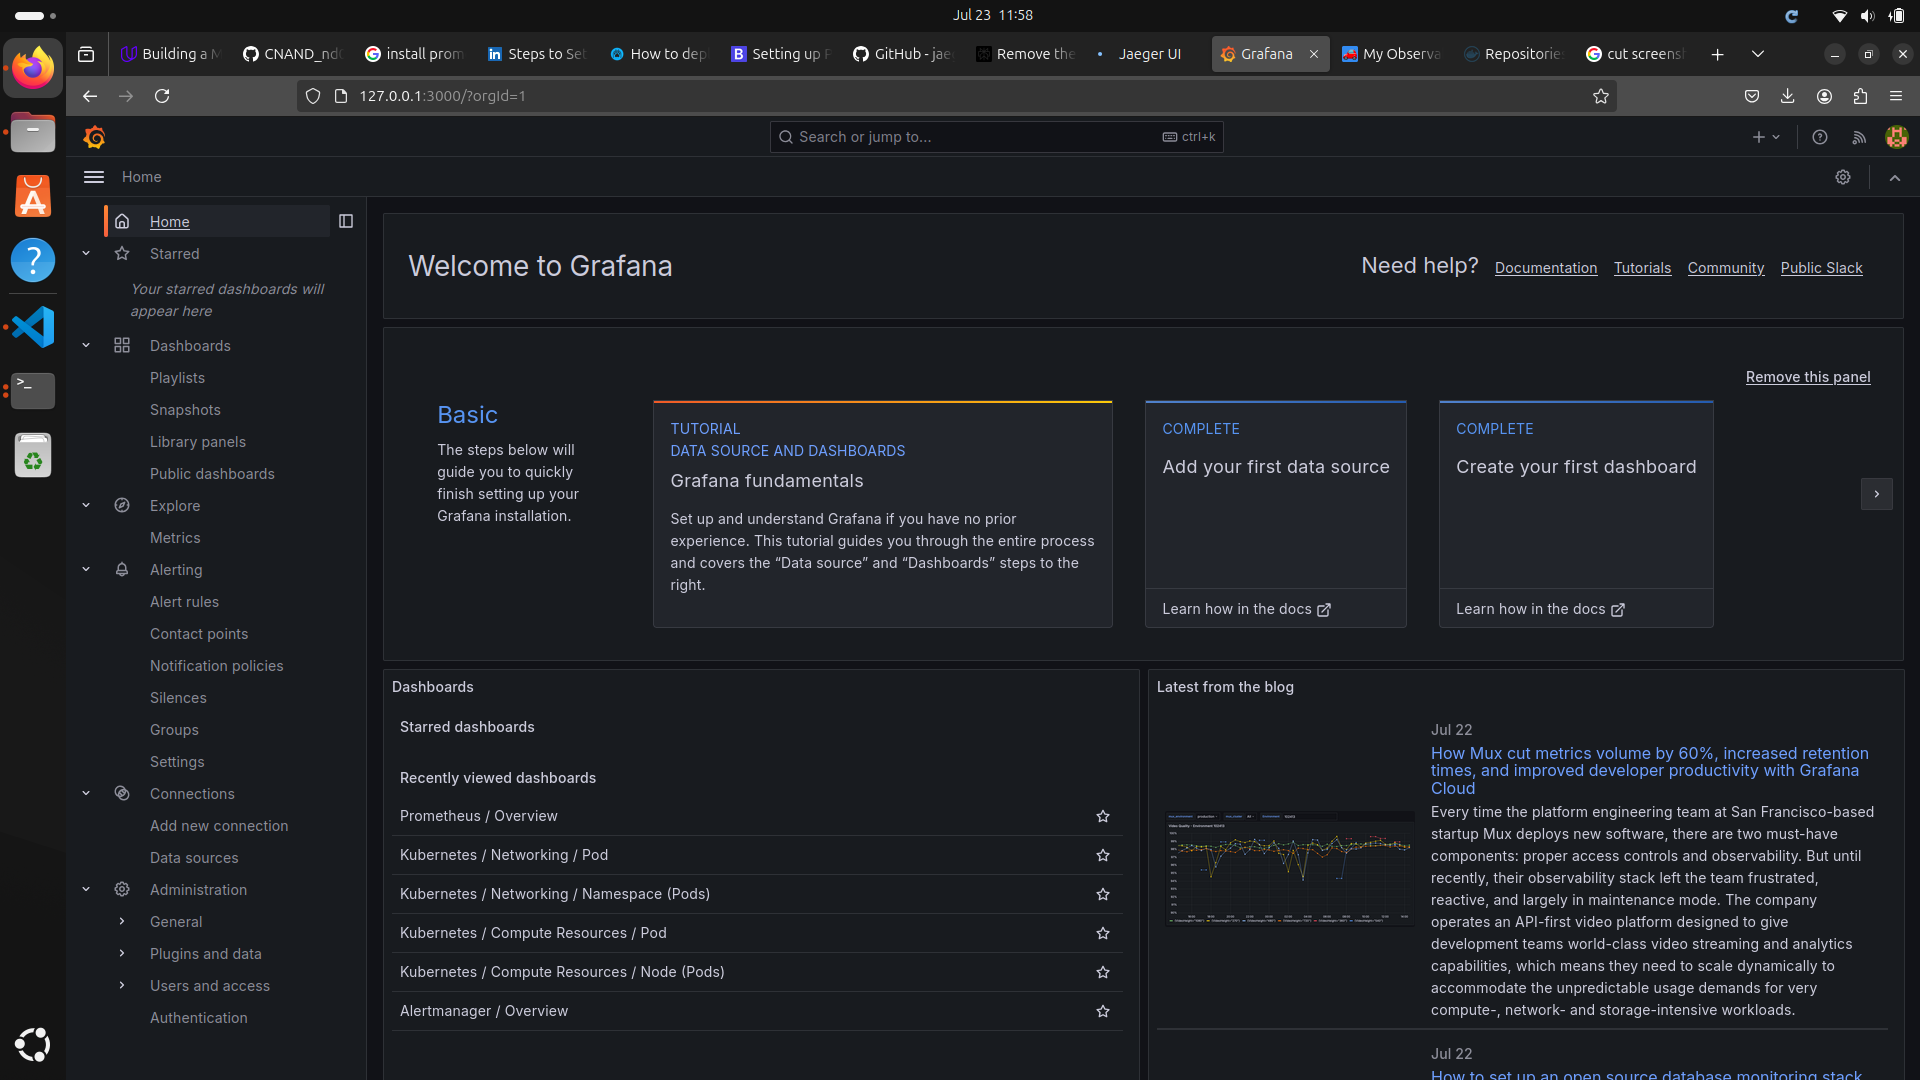 Jul 23 11:58
Building a M
CNAND_nd
install prom
Steps to Set
How to dep
Setting up P
GitHub - jae
Remove the
Jaeger UI
Grafana
My Observa
Repositories
cut screensh
127.0.0.1:3000/?orgId=1
Search or jump to...
ctrl+k
Home
Home
Starred
Your starred dashboards will
appear here
Dashboards
Playlists
Snapshots
Library panels
Public dashboards
Explore
Metrics
Alerting
Alert rules
Contact points
Notification policies
Silences
Groups
Settings
Connections
Add new connection
Data sources
Administration
General
Plugins and data
Users and access
Authentication
Welcome to Grafana
Need help?
Documentation
Tutorials
Community
Public Slack
Remove this panel
Basic
The steps below will
guide you to quickly
finish setting up your
Grafana installation.
TUTORIAL
DATA SOURCE AND DASHBOARDS
Grafana fundamentals
Set up and understand Grafana if you have no prior
experience. This tutorial guides you through the entire process
and covers the “Data source” and “Dashboards” steps to the
right.
COMPLETE
Add your first data source
Learn how in the docs
COMPLETE
Create your first dashboard
Learn how in the docs
Dashboards
Starred dashboards
Recently viewed dashboards
Prometheus / Overview
Kubernetes / Networking / Pod
Kubernetes / Networking / Namespace (Pods)
Kubernetes / Compute Resources / Pod
Kubernetes / Compute Resources / Node (Pods)
Alertmanager / Overview
Latest from the blog
Jul 22
How Mux cut metrics volume by 60%, increased retention
times, and improved developer productivity with Grafana
Cloud
Every time the platform engineering team at San Francisco-based
startup Mux deploys new software, there are two must-have
components: proper access controls and observability. But until
recently, their observability stack left the team frustrated,
reactive, and largely in maintenance mode. The company
operates an API-first video platform designed to give
development teams world-class video streaming and analytics
capabilities, which means they need to scale dynamically to
accommodate the unpredictable usage demands for very
compute-, network- and storage-intensive workloads.
Jul 22
How to set up an open source database monitoring stack